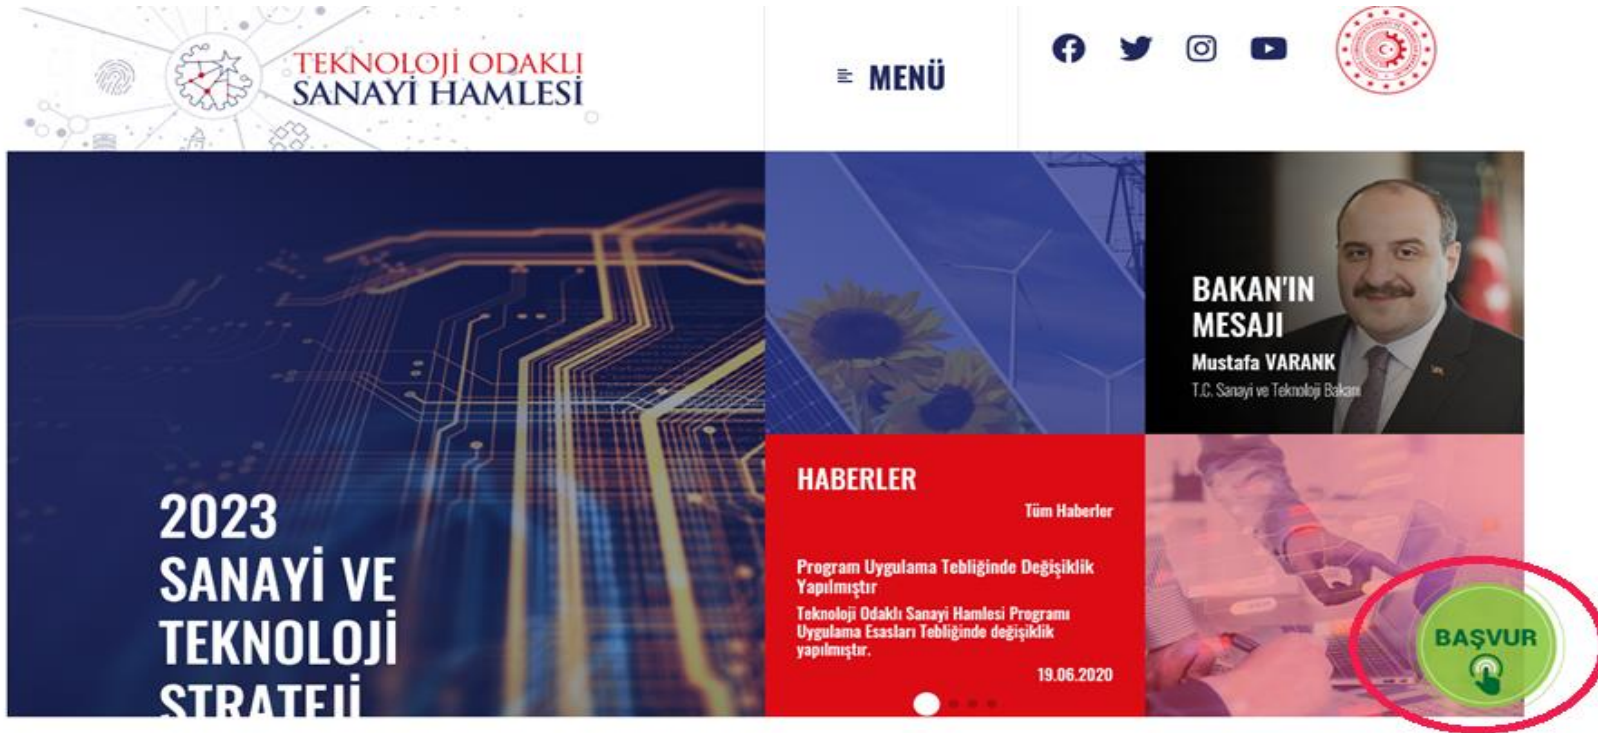 TEKNOLOJİ ODAKLI
SANAYİ HAMLESİ
MENÜ
BAKAN'IN
MESAJI
Mustafa VARANK
T.C. Sanayi ve Teknoloji Bakanı
2023
SANAYİ VE
TEKNOLOJİ
STRATEJİ
HABERLER
Tüm Haberler
Program Uygulama Tebliğinde Değişiklik
Yapılmıştır
Teknoloji Odaklı Sanayi Hamlesi Programı
Uygulama Esasları Tebliğinde değişiklik
yapılmıştır.
19.06.2020
BAŞVUR